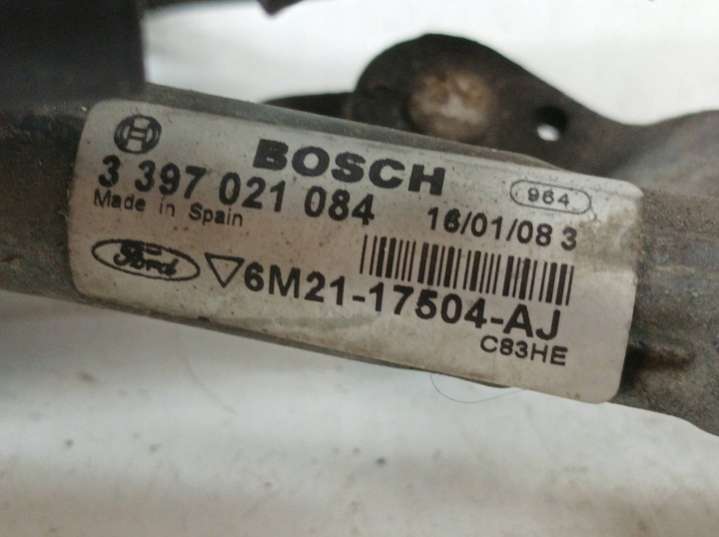 BOSCH
964
3 397 021 084
16/01/08 3
Made in Spain
Ford
6M21-17504-AJ
C83HE